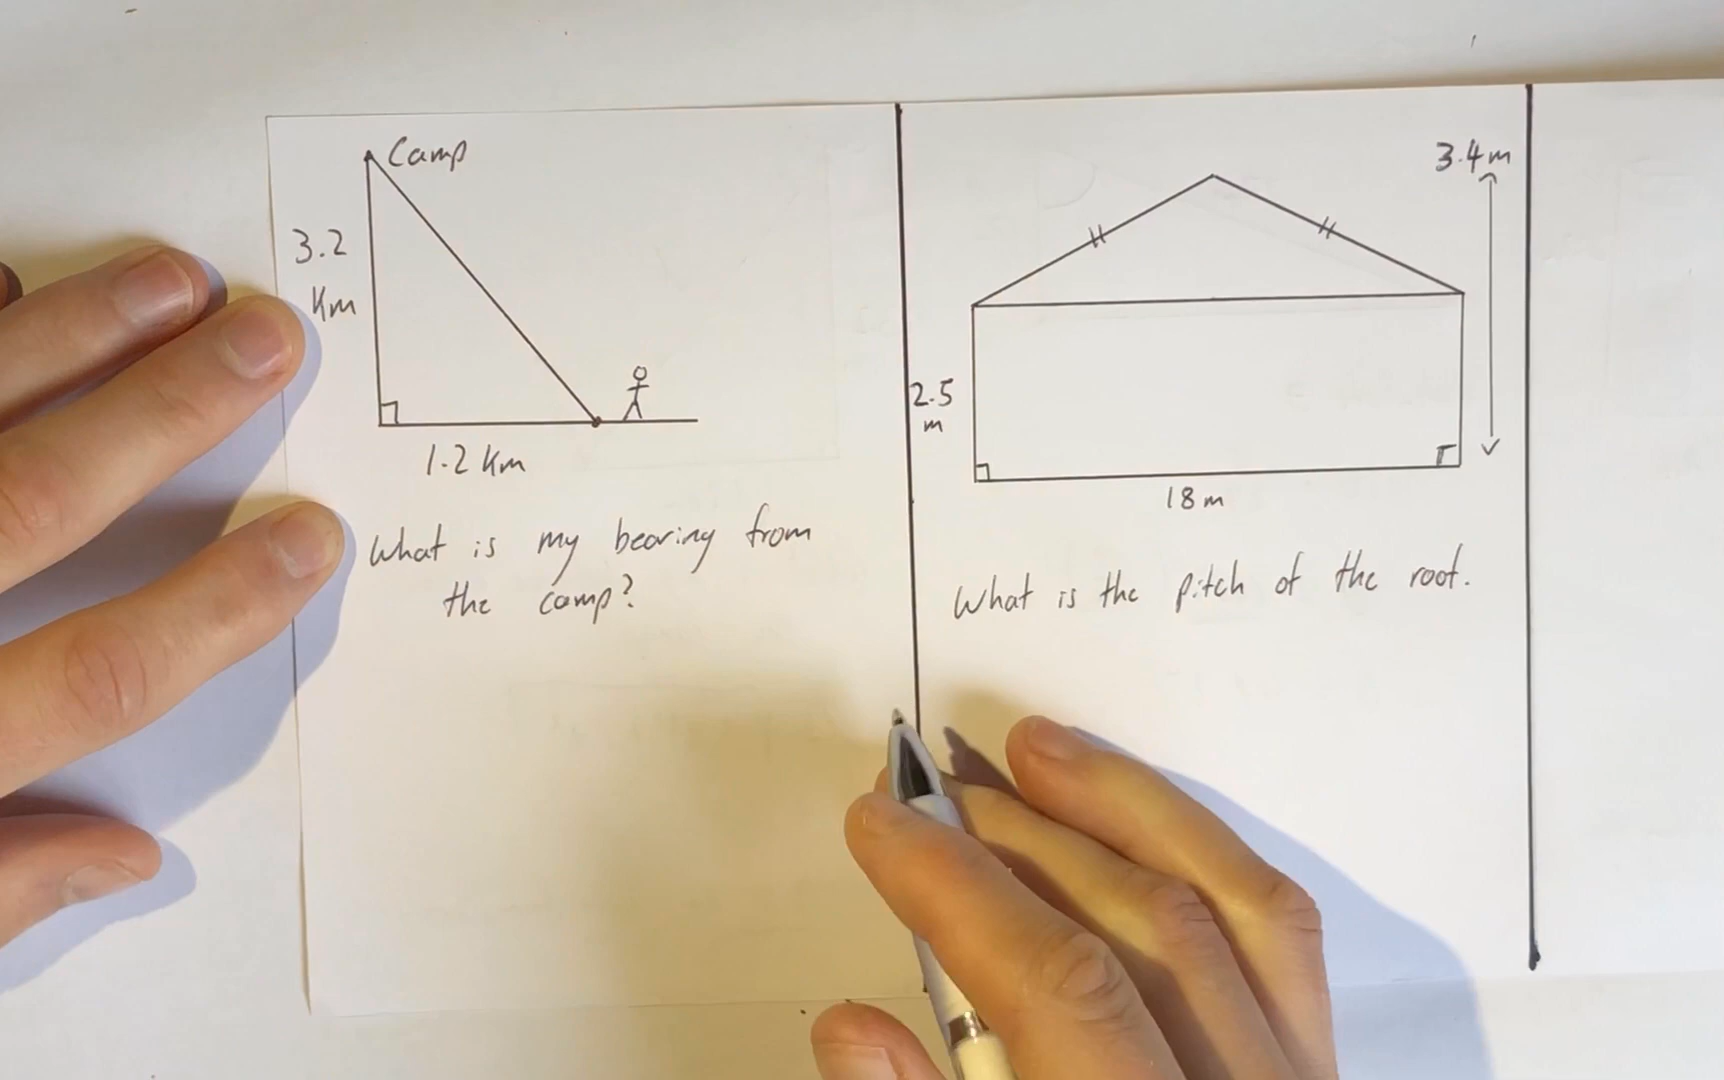 Camp
3.2
Km
1.2 Km
What is my bearing from
the camp?
3.4m
2.5
m
18m
What is the pitch of the roof.